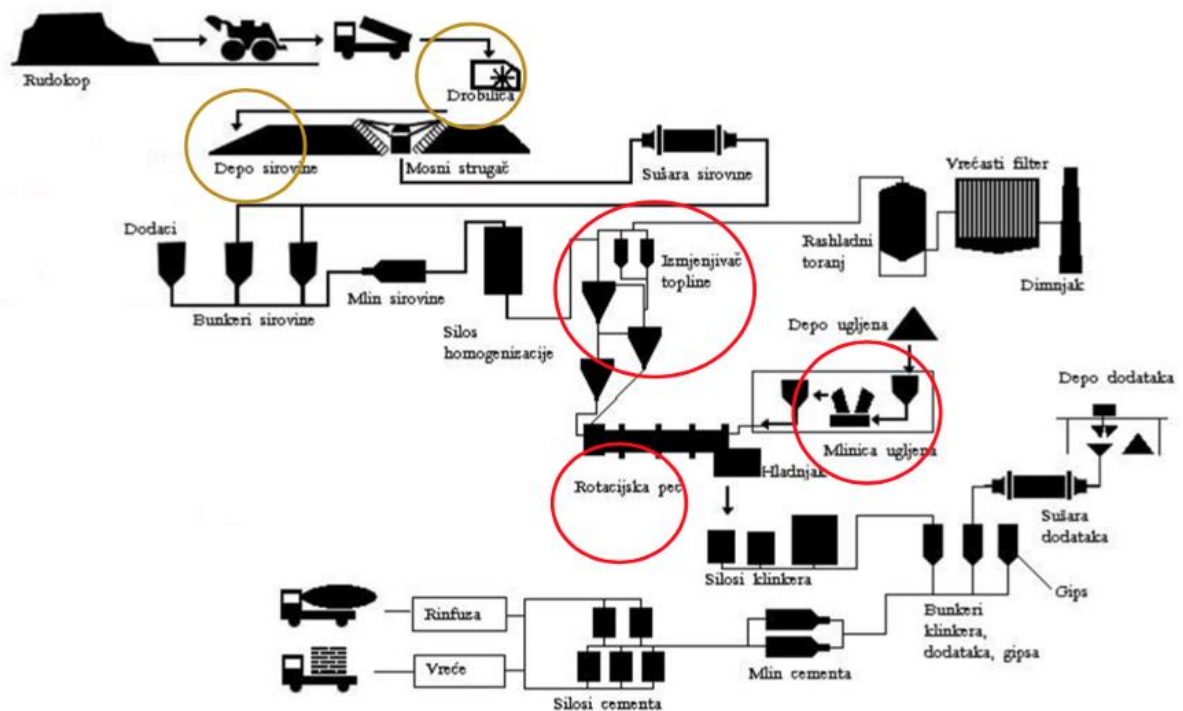 Rudokop
Drobilica
Depo sirovine
Mosni strugač
Sušara sirovine
Vrećasti filter
Dodaci
Rashladni
toranj
Izmjenjivač
topline
Dimnjak
Mlin sirovine
Bunkeri sirovine
Silos
homogenizacije
Depo ugljena
Depo dodataka
Mlinica ugljena
Hladnjak
Rotacijska pec
Sušara
dodataka
Silosi klinkera
Gips
Bunkeri
klinkera,
dodataka, gipsa
Rinfuza
Vreće
Mlin cementa
Silosi cementa